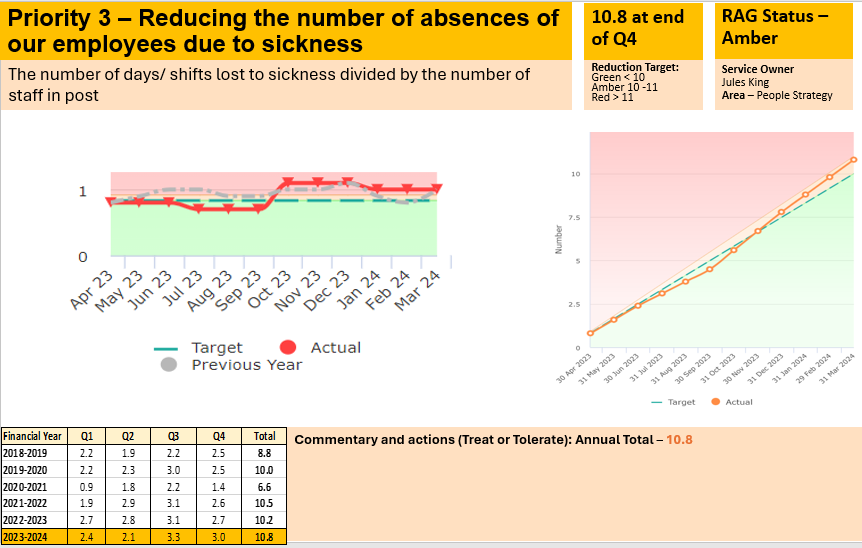 Priority 3 – Reducing the number of absences of
our employees due to sickness
The number of days/ shifts lost to sickness divided by the number of
staff in post
10.8 at end
of Q4
Reduction Target:
Green < 10
Amber 10 -11
Red > 11
RAG Status –
Amber
Service Owner
Jules King
Area – People Strategy
1
0
Apr 23
May 23
Jun 23
Jul 23
Aug 23
Sep 23
Oct 23
Nov 23
Dec 23
Jan 24
Feb 24
Mar 24
Target
Actual
Previous Year
Number
10
7.5
5
2.5
0
30 Apr 2023
31 May 2023
30 Jun 2023
31 Jul 2023
31 Aug 2023
30 Sep 2023
31 Oct 2023
30 Nov 2023
31 Dec 2023
31 Jan 2024
29 Feb 2024
31 Mar 2024
Target
Actual
Financial Year Q1 Q2 Q3 Q4 Total
2018-2019 2.2 1.9 2.2 2.5 8.8
2019-2020 2.2 2.3 3.0 2.5 10.0
2020-2021 0.9 1.8 2.2 1.4 6.6
2021-2022 1.9 2.9 3.1 2.6 10.5
2022-2023 2.7 2.8 3.1 2.7 10.2
2023-2024 2.4 2.1 3.3 3.0 10.8
Commentary and actions (Treat or Tolerate): Annual Total – 10.8